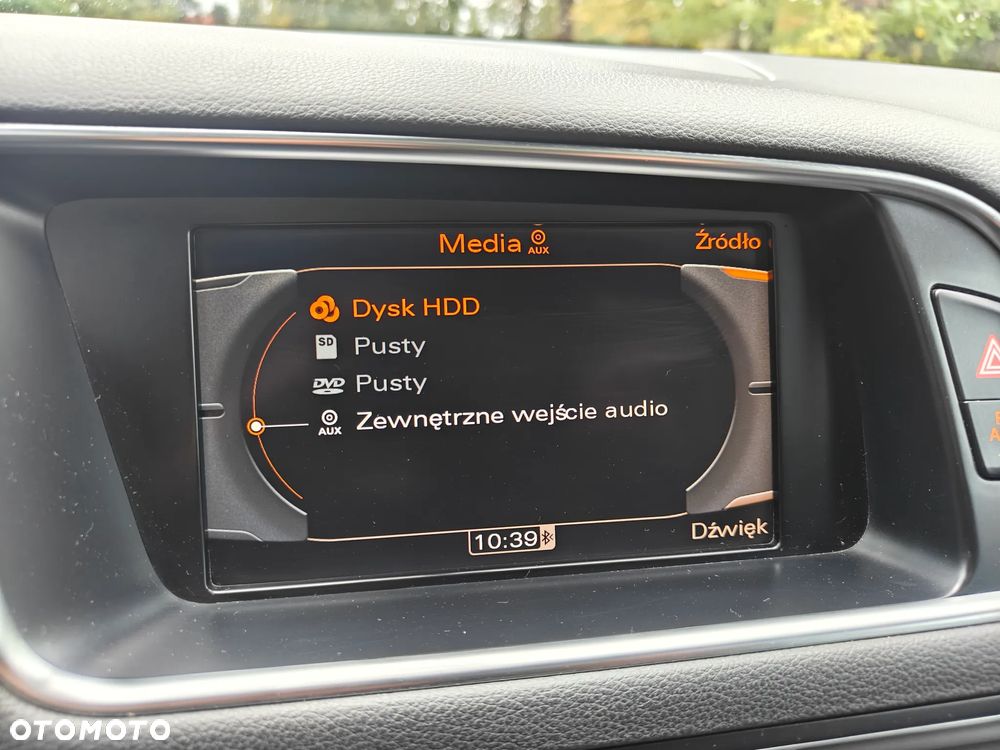 Media AUX
Źródło
Dysk HDD
SD Pusty
DVD Pusty
AUX Zewnętrzne wejście audio
10:39
Dźwięk
OTOMOTO